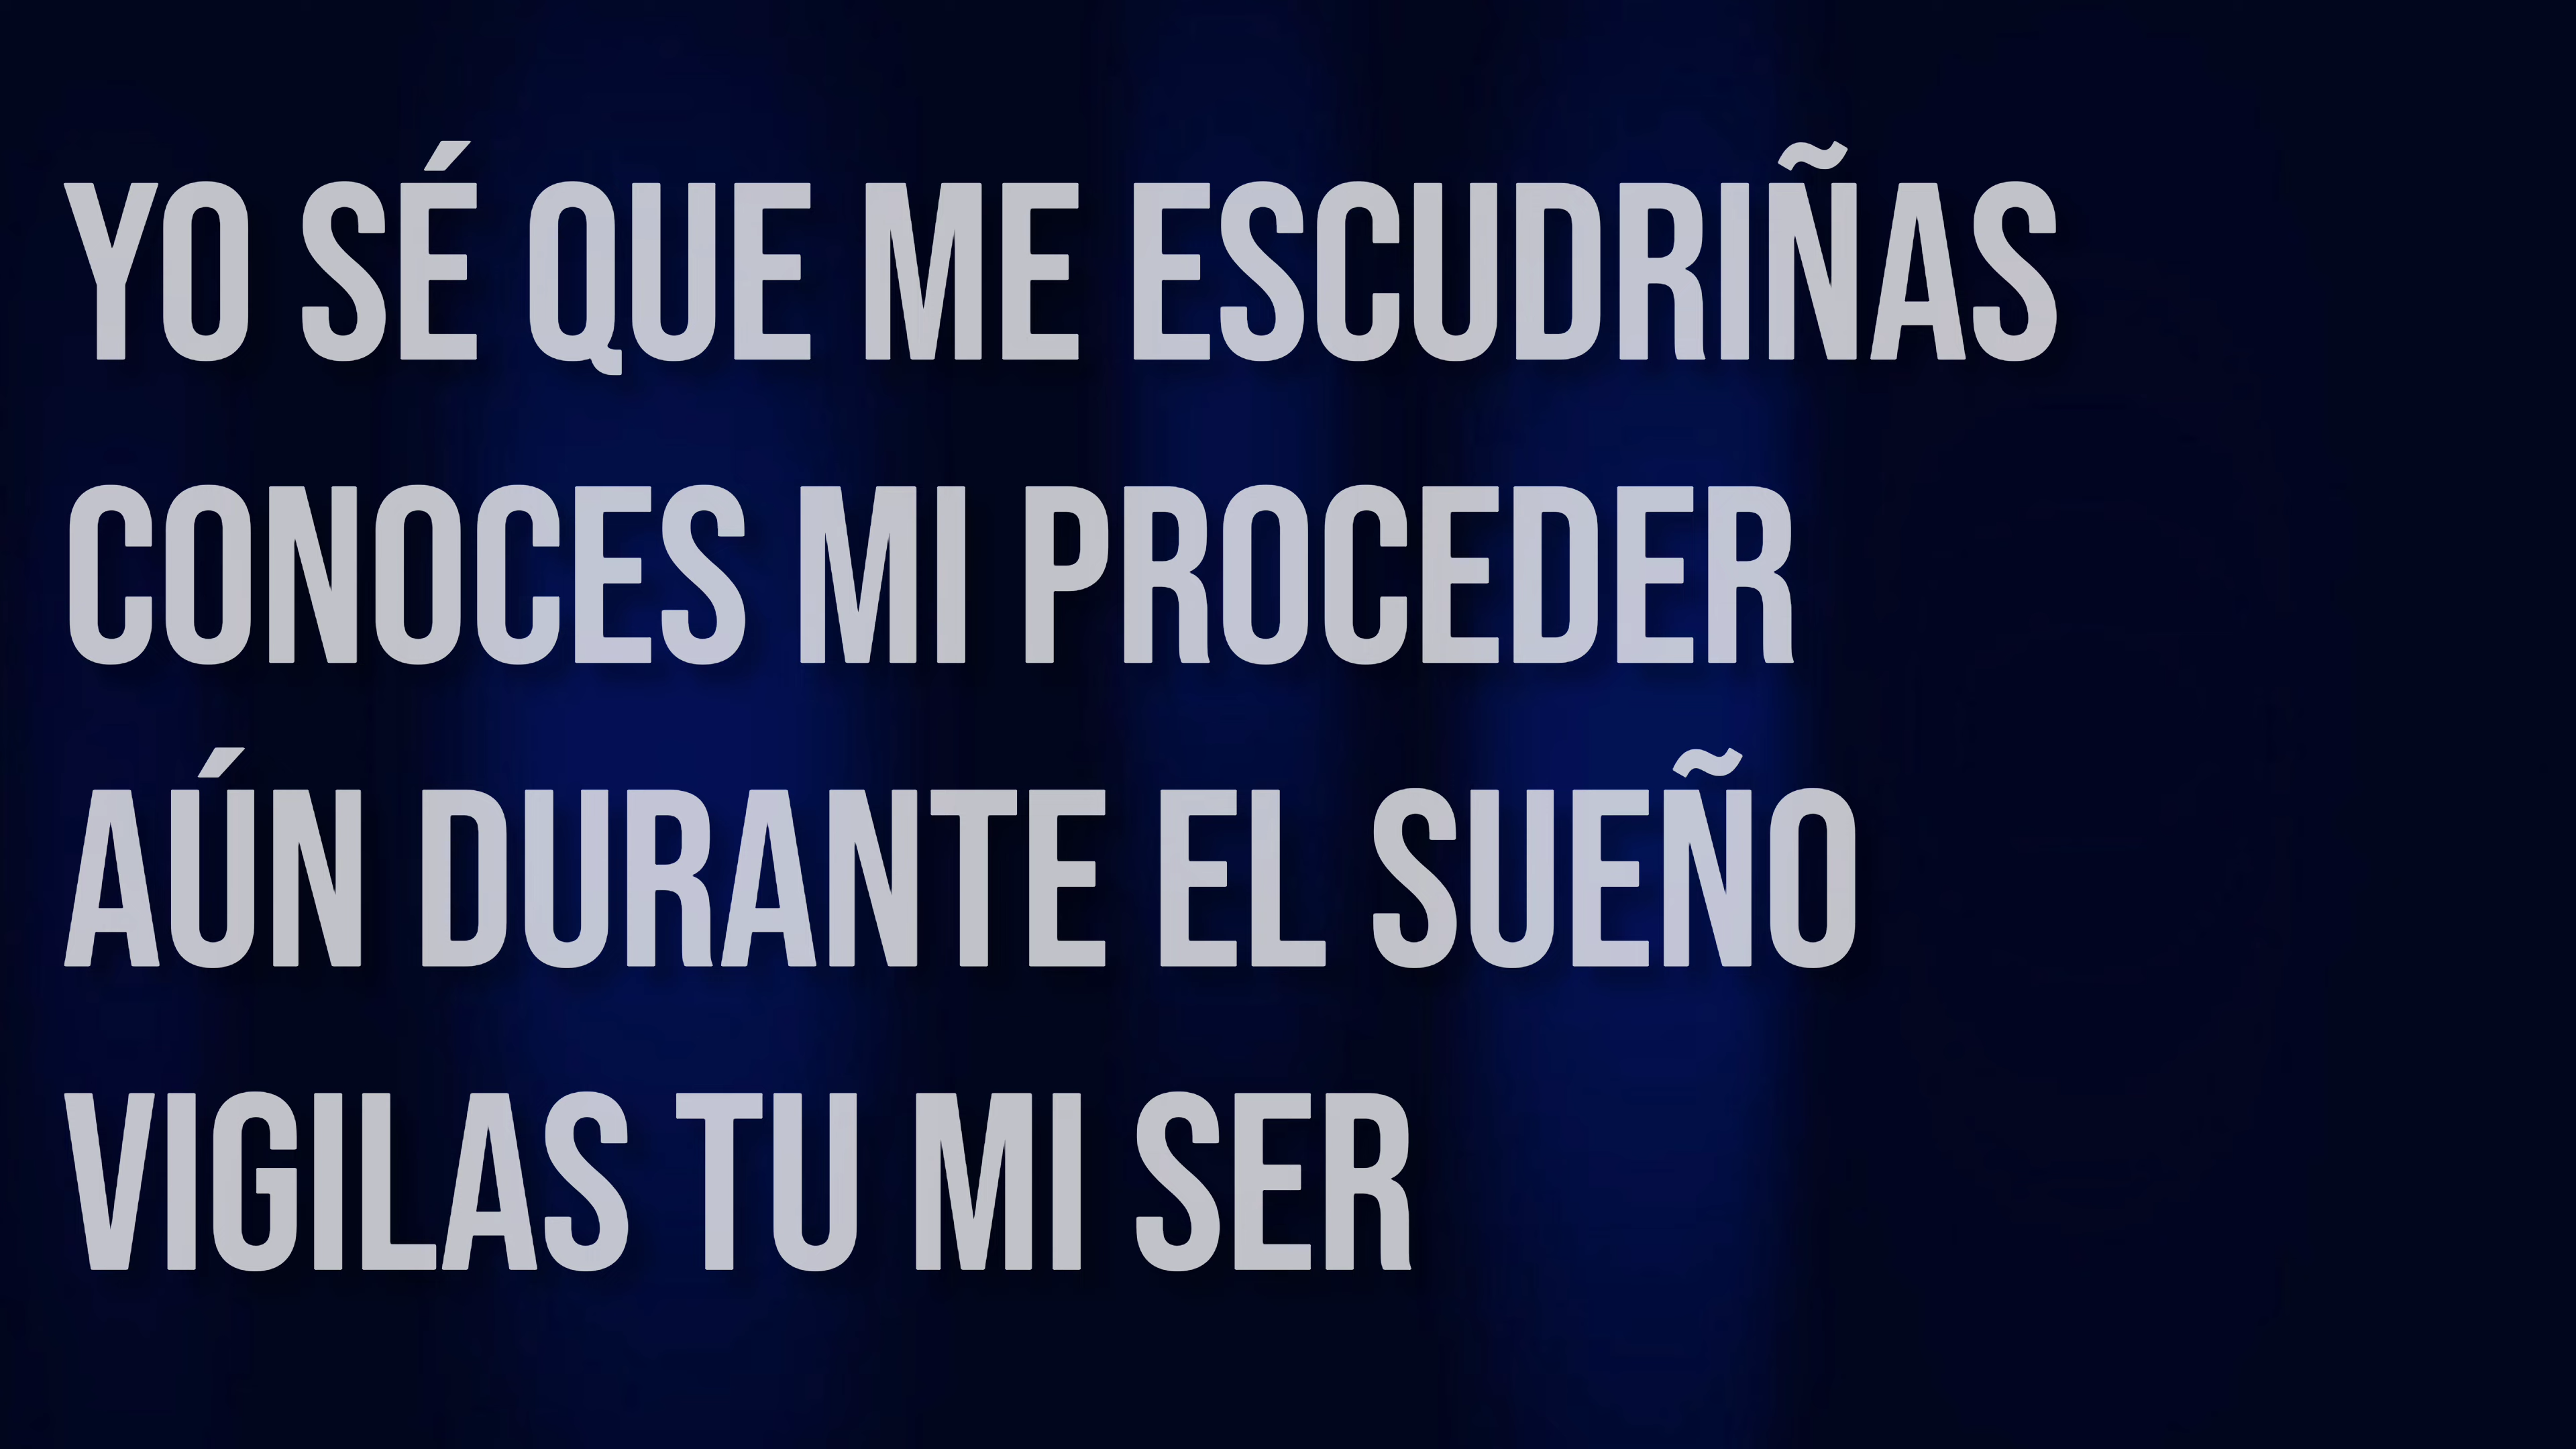 YO SÉ QUE ME ESCUDRIÑAS
CONOCES MI PROCEDER
AÚN DURANTE EL SUEÑO
VIGILAS TU MI SER